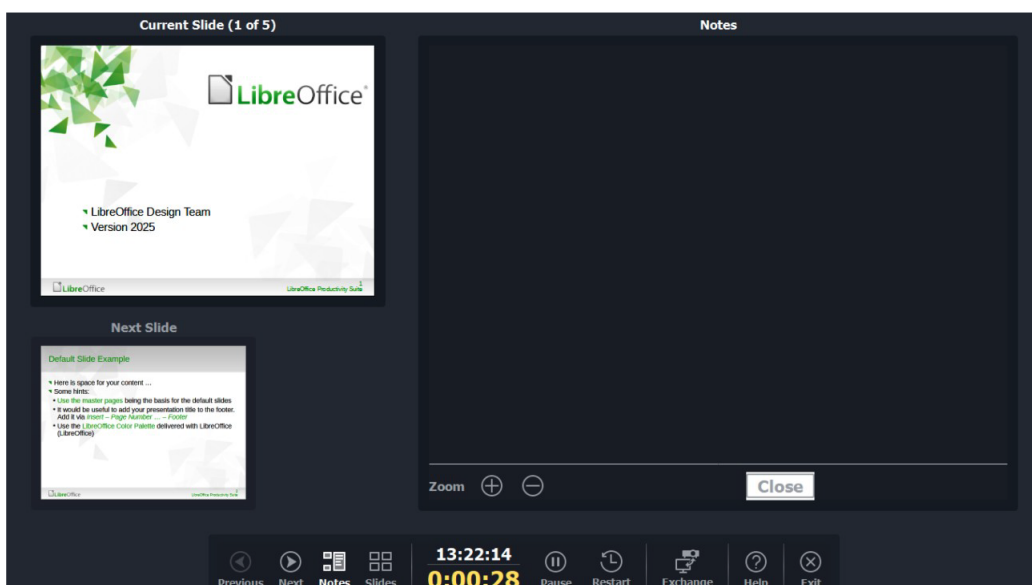 Current Slide (1 of 5)
Notes
LibreOffice®
LibreOffice Design Team
Version 2025
LibreOffice
LibreOffice Productivity Suite
1
Next Slide
Default Slide Example
Here is space for your content …
Some hints:
Use the master pages being the basis for the default slides
It would be useful to add your presentation title to the footer.
Add it via Insert – Page Number … – Footer
Use the LibreOffice Color Palette delivered with LibreOffice
(LibreOffice)
LibreOffice
LibreOffice Productivity Suite
Zoom
Close
Previous
Next
Notes
Slides
13:22:14
0:00:28
Pause
Restart
Exchange
Help
Exit